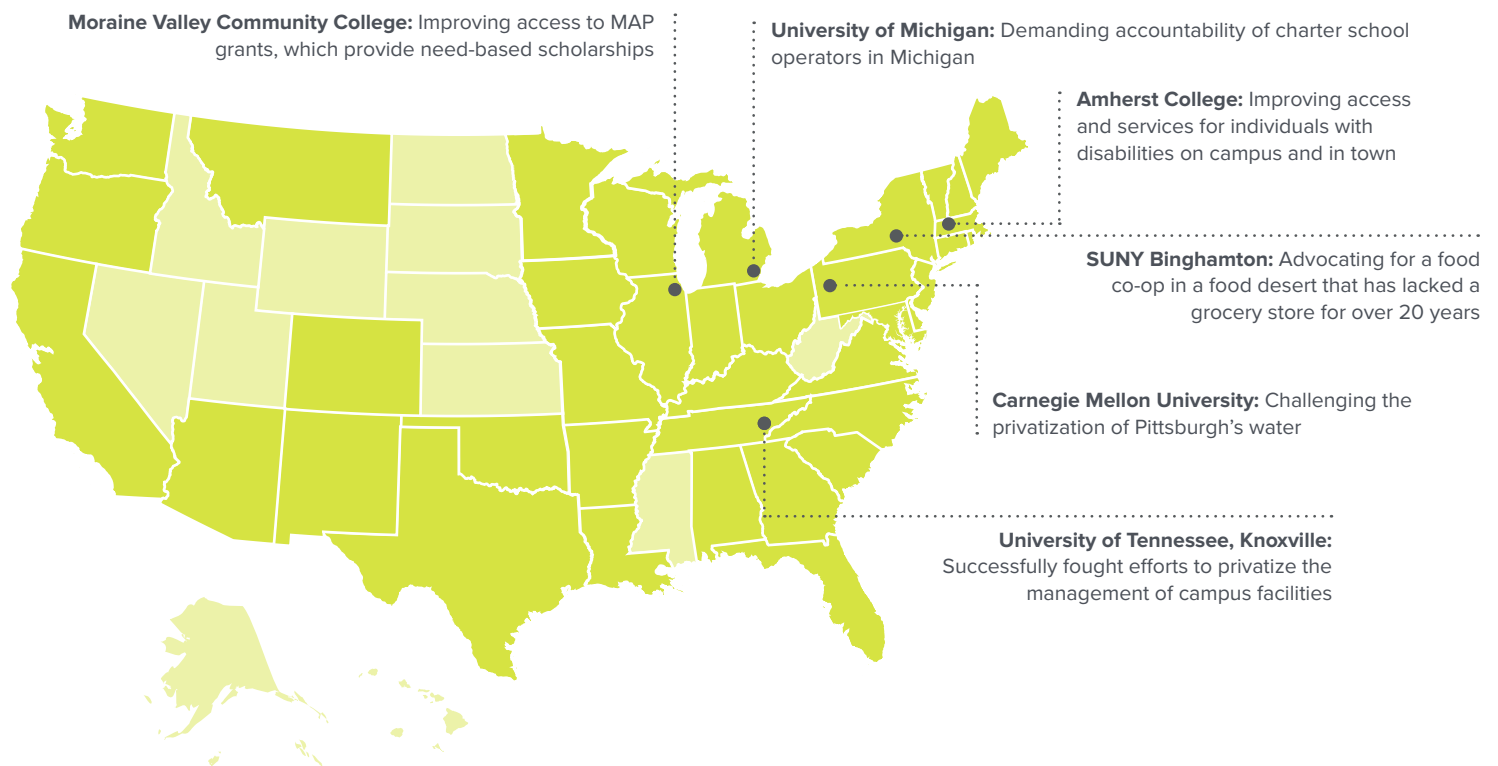 Moraine Valley Community College: Improving access to MAP
grants, which provide need-based scholarships
University of Michigan: Demanding accountability of charter school
operators in Michigan
Amherst College: Improving access
and services for individuals with
disabilities on campus and in town
SUNY Binghamton: Advocating for a food
co-op in a food desert that has lacked a
grocery store for over 20 years
Carnegie Mellon University: Challenging the
privatization of Pittsburgh’s water
University of Tennessee, Knoxville:
Successfully fought efforts to privatize the
management of campus facilities